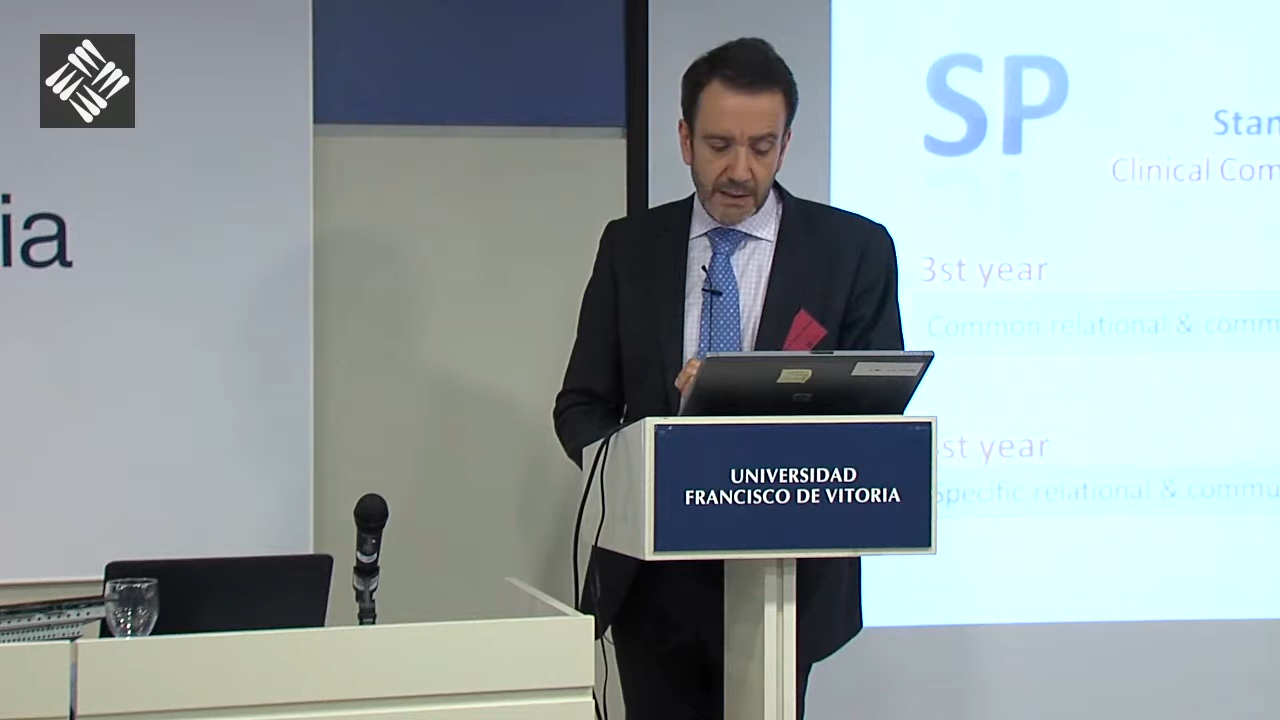 ia
SP
Stan
Clinical Com
3st year
Common relational & comm
st year
Specific relational & commu
UNIVERSIDAD
FRANCISCO DE VITORIA